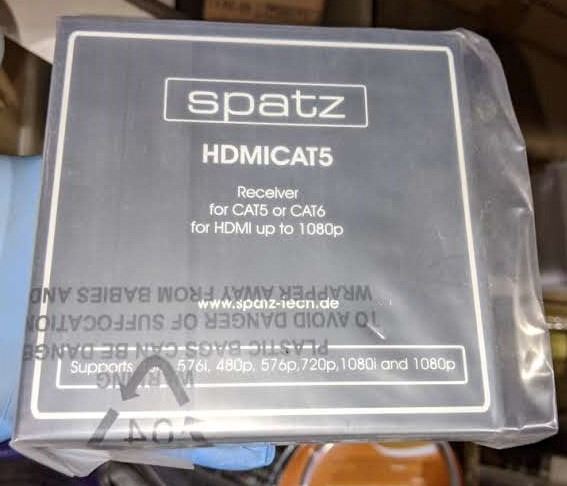 spatz
HDMICAT5
Receiver
for CAT5 or CAT6
for HDMI up to 1080p
www.spatz-tech.de
Supports 576i, 480p, 576p,720p,1080i and 1080p
WARNING
PLASTIC BAGS CAN BE DANGE
TO AVOID DANGER OF SUFFOCATION
WRAPPER AWAY FROM BABIES AND
04